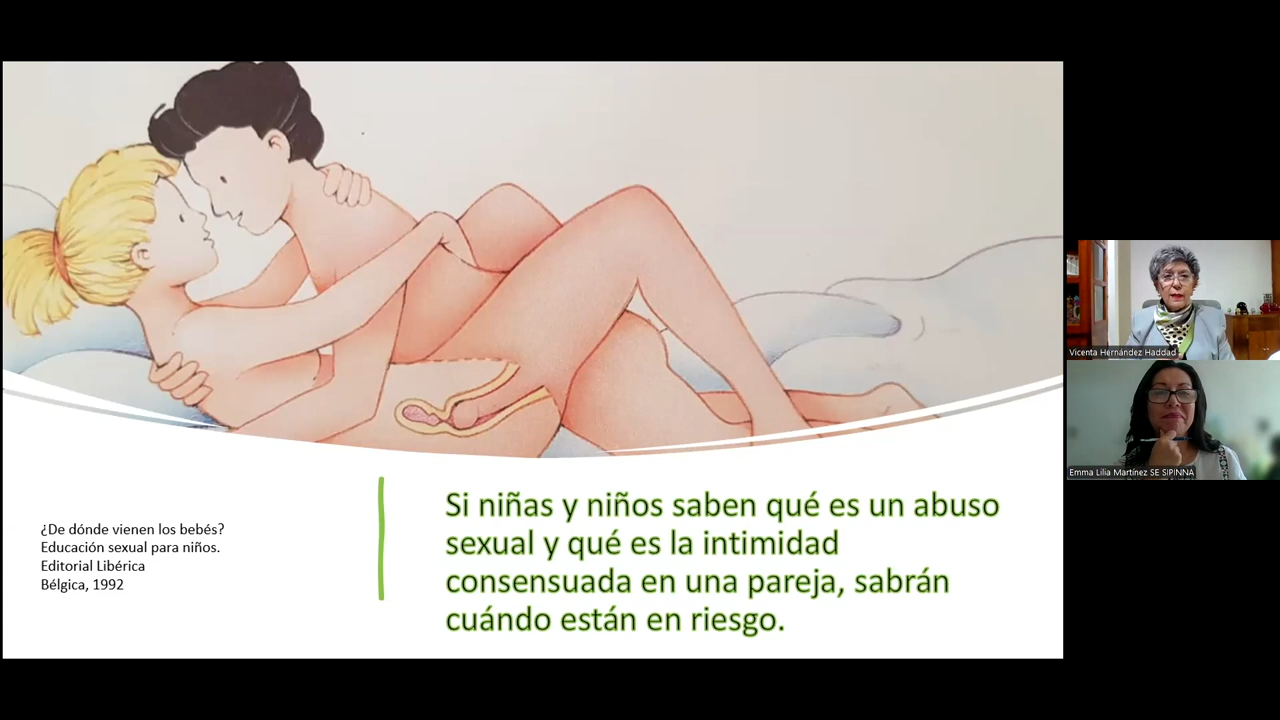 ¿De dónde vienen los bebés?
Educación sexual para niños.
Editorial Libérica
Bélgica, 1992
Si niñas y niños saben qué es un abuso
sexual y qué es la intimidad
consensuada en una pareja, sabrán
cuándo están en riesgo.
Vicenta Hernández Haddad
Emma Lilia Martínez SE SIPINNA